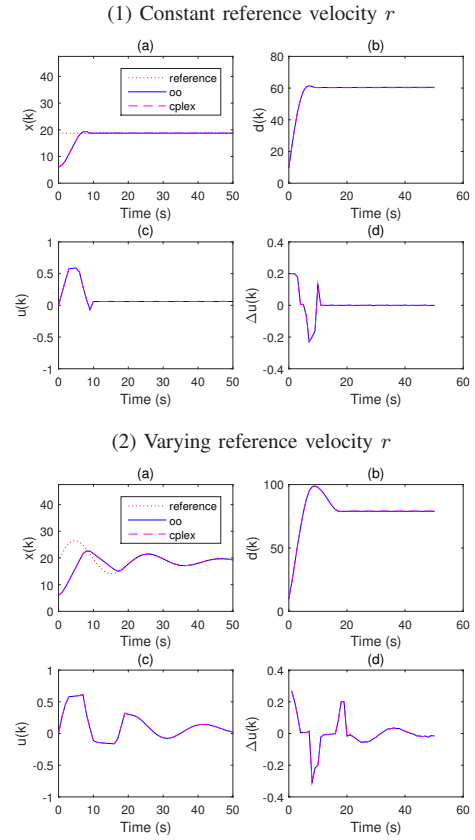 (1) Constant reference velocity r
(a)
(b)
40
30
20
10
0
x(k)
reference
oo
cplex
0 10 20 30 40 50
Time (s)
80
60
40
20
0
d(k)
0 20 40 60
Time (s)
(c)
(d)
1
0.5
0
-0.5
-1
u(k)
0 10 20 30 40 50
Time (s)
0.4
0.2
0
-0.2
-0.4
Δu(k)
0 20 40 60
Time (s)
(2) Varying reference velocity r
(a)
(b)
40
30
20
10
0
x(k)
reference
oo
cplex
0 10 20 30 40 50
Time (s)
100
50
0
d(k)
0 20 40 60
Time (s)
(c)
(d)
1
0.5
0
-0.5
-1
u(k)
0 10 20 30 40 50
Time (s)
0.4
0.2
0
-0.2
-0.4
Δu(k)
0 20 40 60
Time (s)